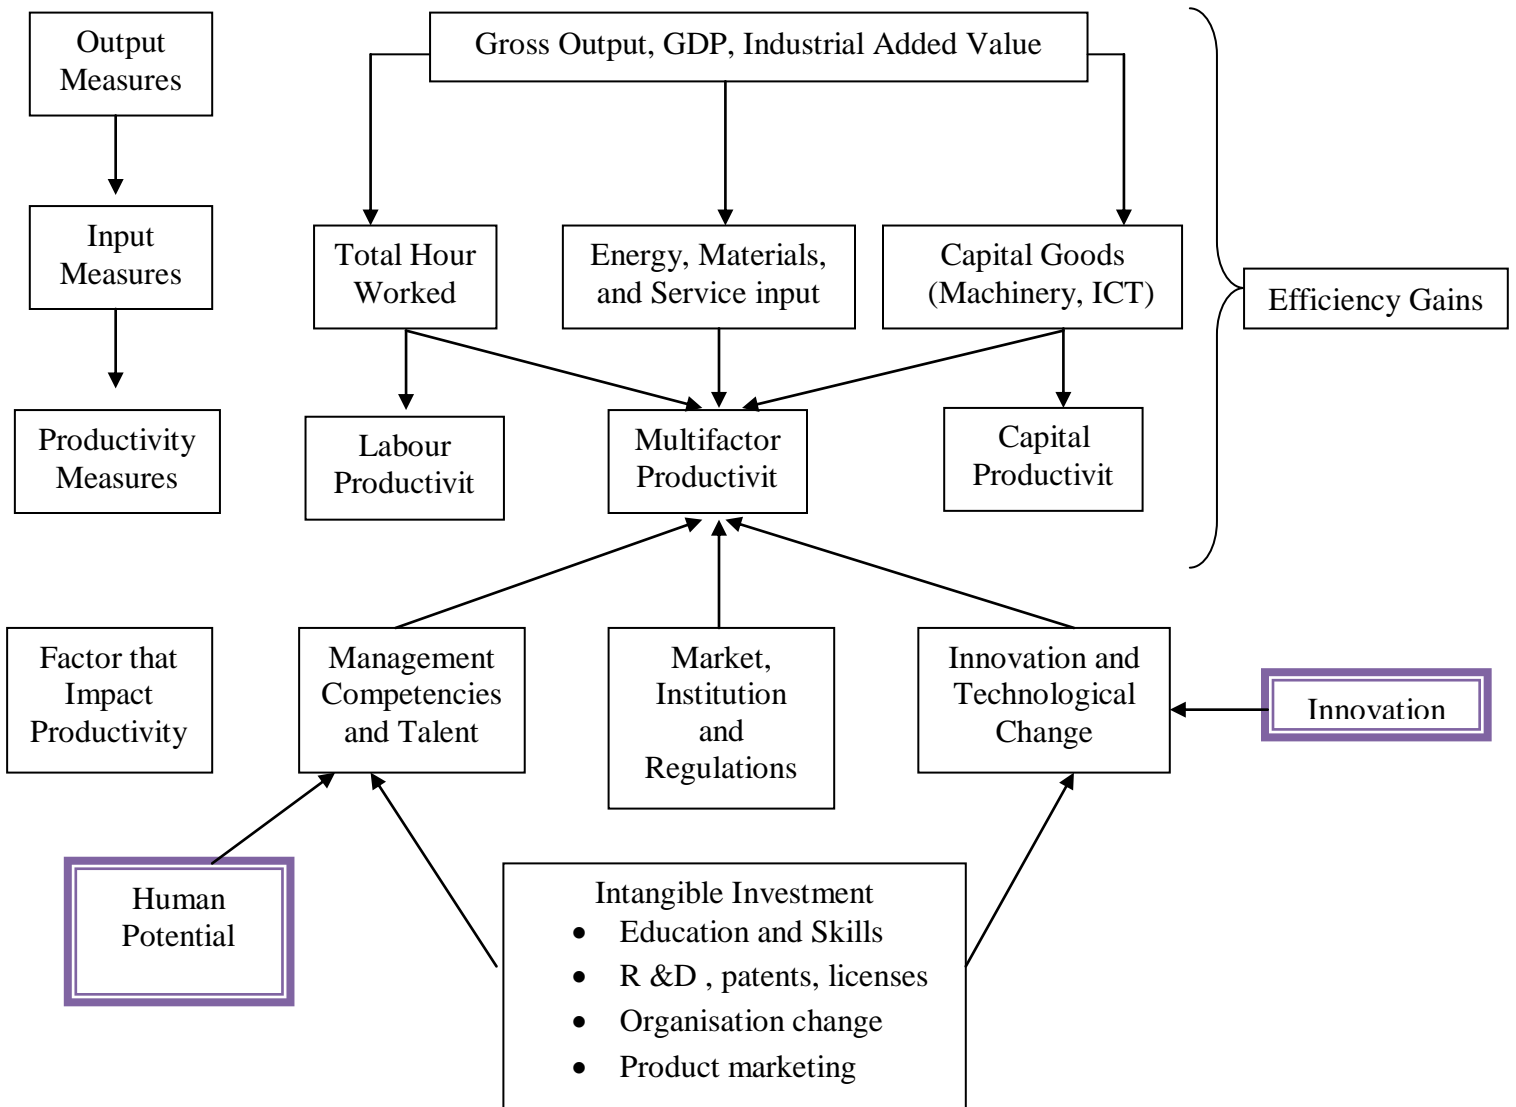 Output
Measures
Gross Output, GDP, Industrial Added Value
Input
Measures
Total Hour
Worked
Energy, Materials,
and Service input
Capital Goods
(Machinery, ICT)
Efficiency Gains
Productivity
Measures
Labour
Productivit
Multifactor
Productivit
Capital
Productivit
Factor that
Impact
Productivity
Management
Competencies
and Talent
Market,
Institution
and
Regulations
Innovation and
Technological
Change
Innovation
Human
Potential
Intangible Investment
• Education and Skills
• R &D , patents, licenses
• Organisation change
• Product marketing